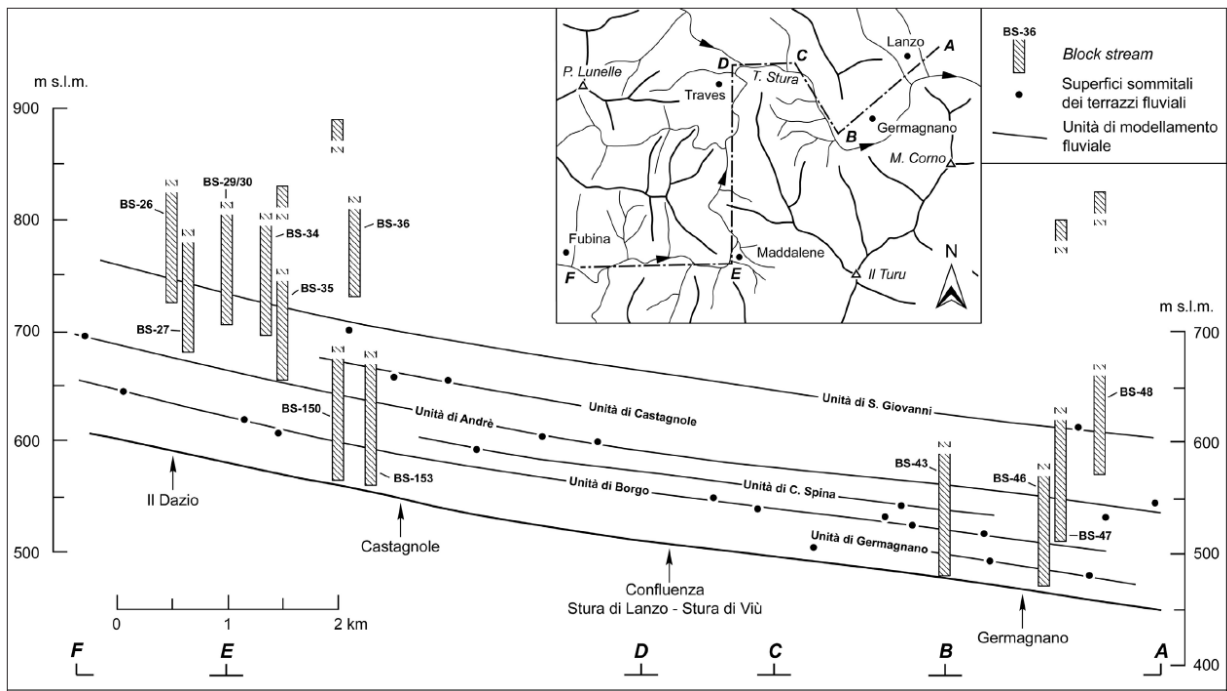 m s.l.m.
900
800
700
600
500
BS-26
BS-29/30
BS-34
BS-36
BS-35
BS-27
BS-150
BS-153
Il Dazio
Castagnole
Confluenza
Stura di Lanzo - Stura di Viù
Germagnano
Unità di S. Giovanni
Unità di Castagnole
Unità di Andrè
Unità di C. Spina
Unità di Borgo
Unità di Germagnano
BS-43
BS-46
BS-47
BS-48
m s.l.m.
700
600
500
400
0
1
2 km
F
E
D
C
B
A
P. Lunelle
D
C
Lanzo
A
T. Stura
Traves
B
Germagnano
M. Corno
Fubina
Maddalene
F
E
Il Turu
N
BS-36
Block stream
Superfici sommitali
dei terrazzi fluviali
Unità di modellamento
fluviale